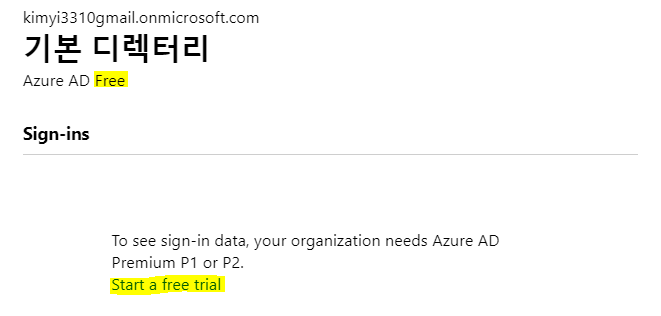 kimyi3310gmail.onmicrosoft.com
기본 디렉터리
Azure AD Free
Sign-ins
To see sign-in data, your organization needs Azure AD
Premium P1 or P2.
Start a free trial